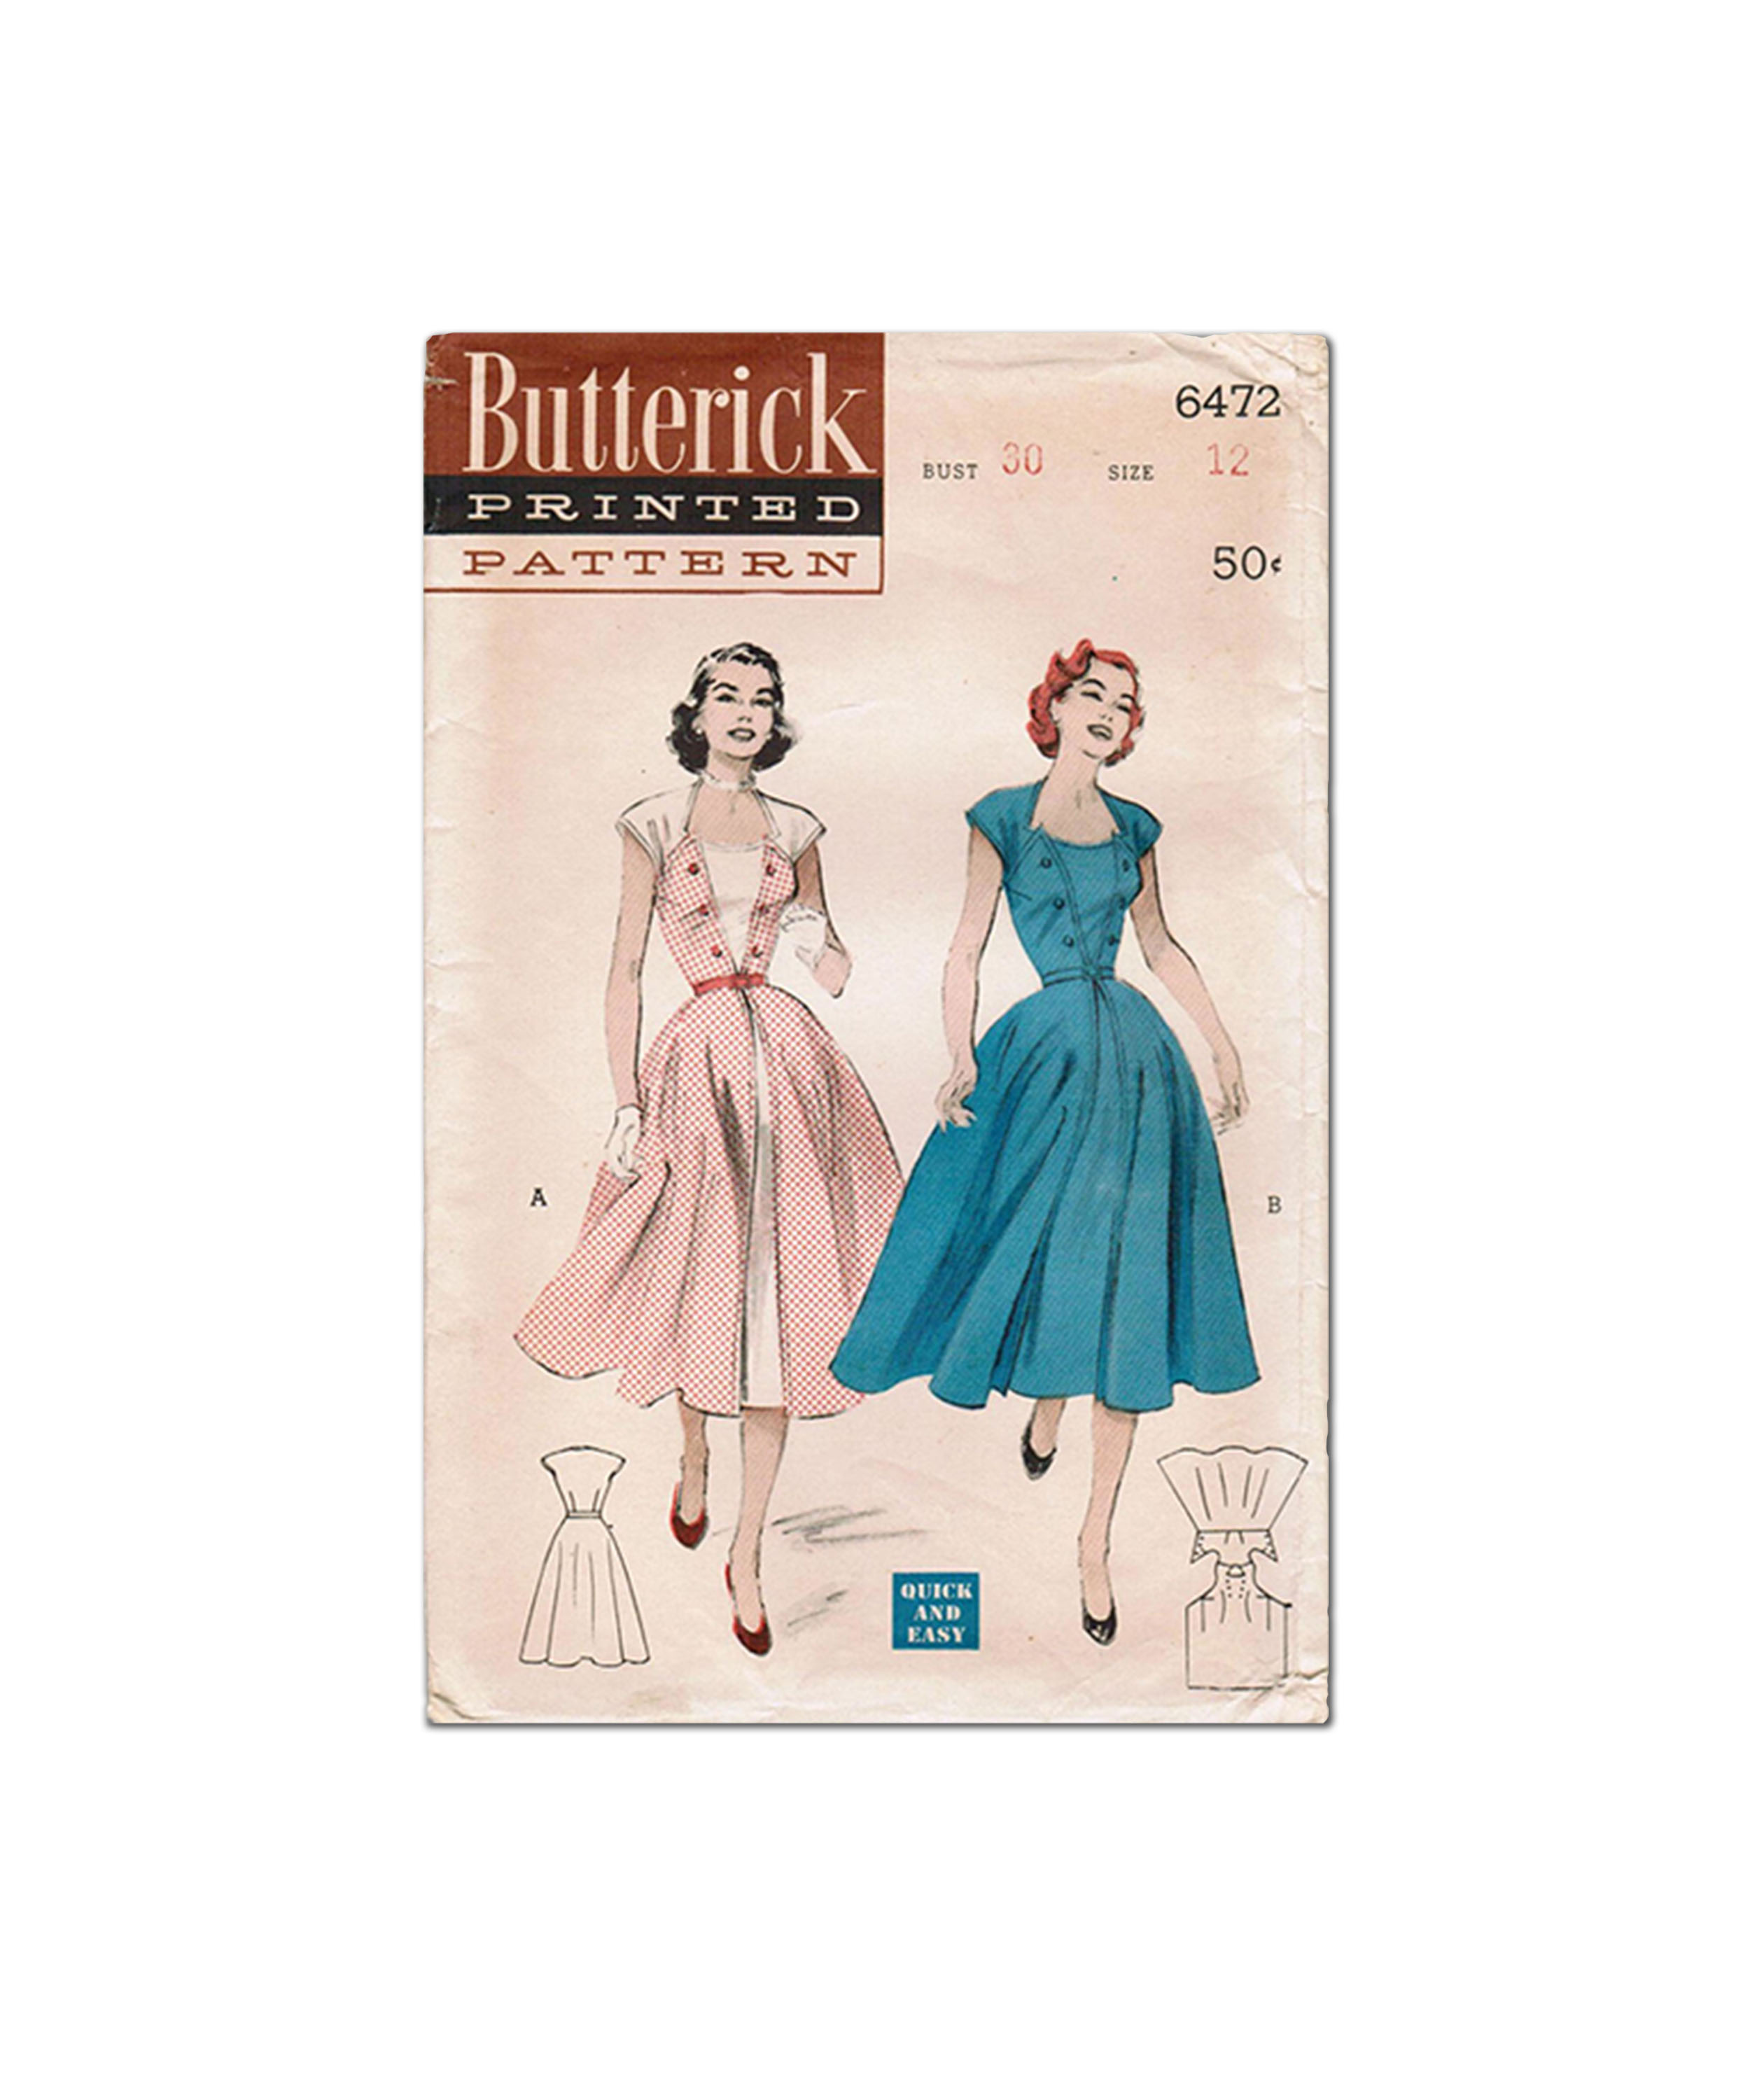 Butterick
PRINTED
PATTERN
6472
BUST 30 SIZE 12
50¢
A
B
QUICK
AND
EASY